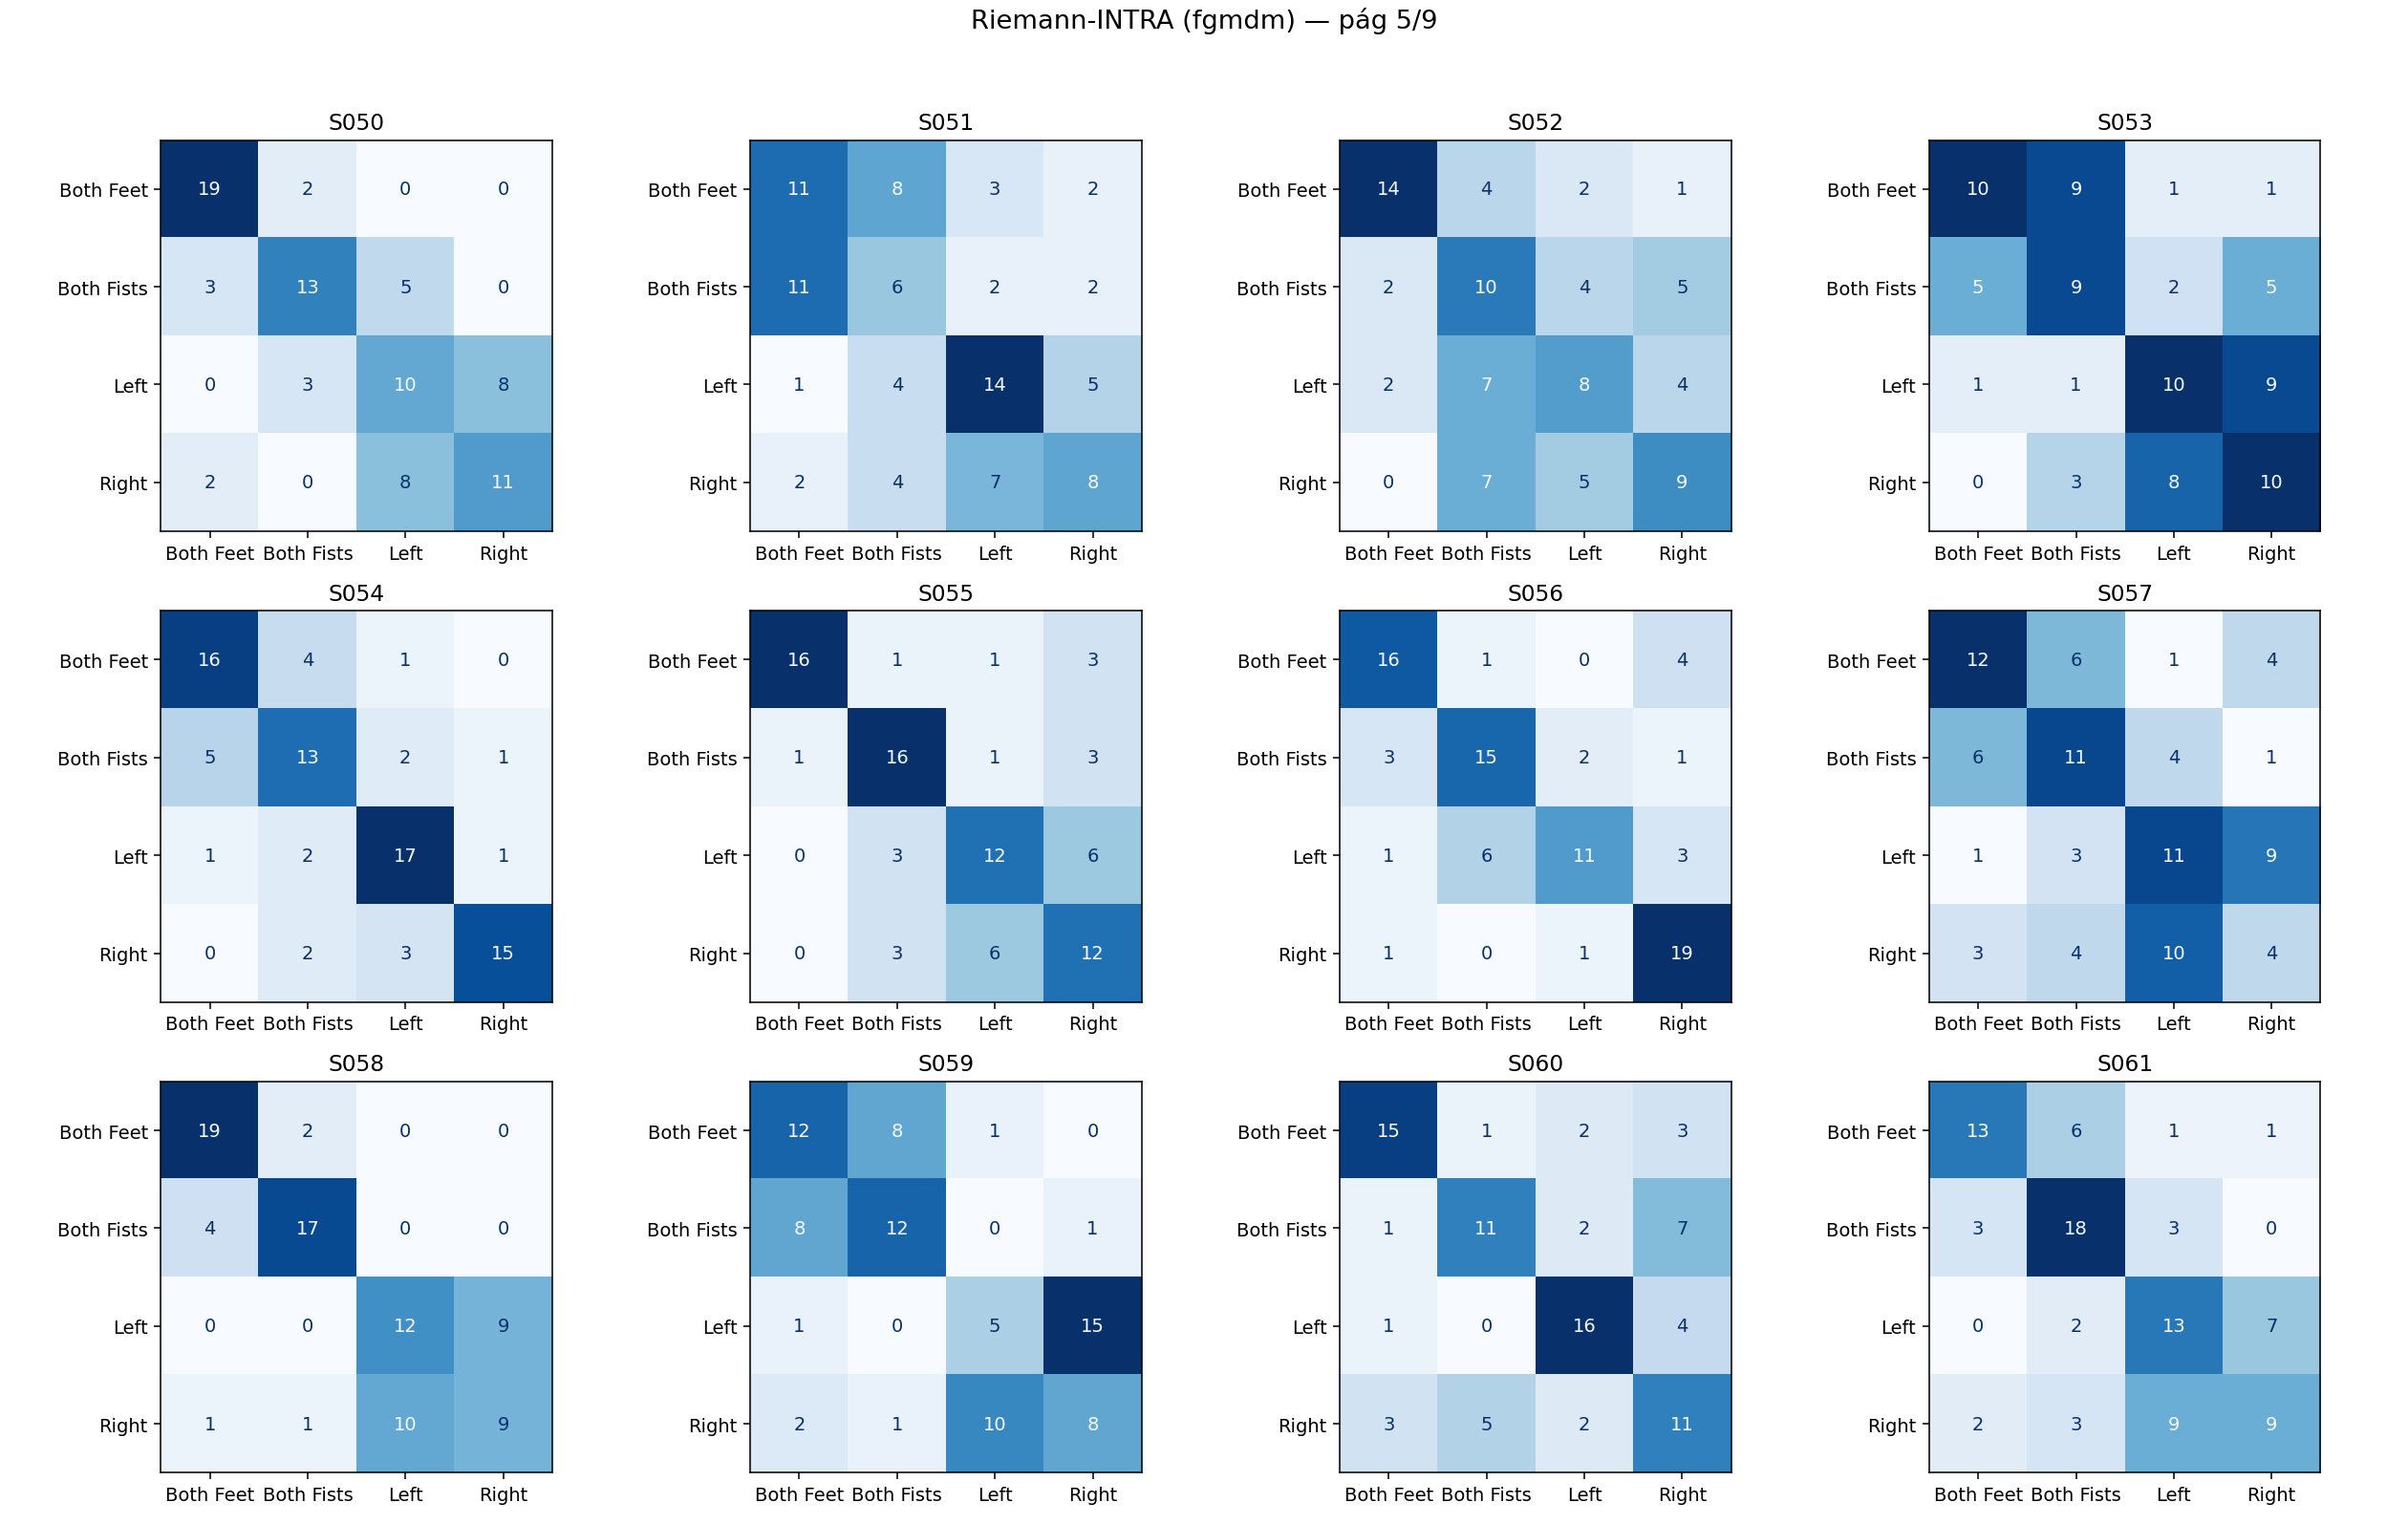 Riemann-INTRA (fgmdm) — pág 5/9
S050 S051 S052 S053
Both Feet 19 2 0 0 Both Feet 11 8 3 2 Both Feet 14 4 2 1 Both Feet 10 9 1 1
Both Fists 3 13 5 0 Both Fists 11 6 2 2 Both Fists 2 10 4 5 Both Fists 5 9 2 5
Left 0 3 10 8 Left 1 4 14 5 Left 2 7 8 4 Left 1 1 10 9
Right 2 0 8 11 Right 2 4 7 8 Right 0 7 5 9 Right 0 3 8 10
Both Feet Both Fists Left Right Both Feet Both Fists Left Right Both Feet Both Fists Left Right Both Feet Both Fists Left Right
S054 S055 S056 S057
Both Feet 16 4 1 0 Both Feet 16 1 1 3 Both Feet 16 1 0 4 Both Feet 12 6 1 4
Both Fists 5 13 2 1 Both Fists 1 16 1 3 Both Fists 3 15 2 1 Both Fists 6 11 4 1
Left 1 2 17 1 Left 0 3 12 6 Left 1 6 11 3 Left 1 3 11 9
Right 0 2 3 15 Right 0 3 6 12 Right 1 0 1 19 Right 3 4 10 4
Both Feet Both Fists Left Right Both Feet Both Fists Left Right Both Feet Both Fists Left Right Both Feet Both Fists Left Right
S058 S059 S060 S061
Both Feet 19 2 0 0 Both Feet 12 8 1 0 Both Feet 15 1 2 3 Both Feet 13 6 1 1
Both Fists 4 17 0 0 Both Fists 8 12 0 1 Both Fists 1 11 2 7 Both Fists 3 18 3 0
Left 0 0 12 9 Left 1 0 5 15 Left 1 0 16 4 Left 0 2 13 7
Right 1 1 10 9 Right 2 1 10 8 Right 3 5 2 11 Right 2 3 9 9
Both Feet Both Fists Left Right Both Feet Both Fists Left Right Both Feet Both Fists Left Right Both Feet Both Fists Left Right